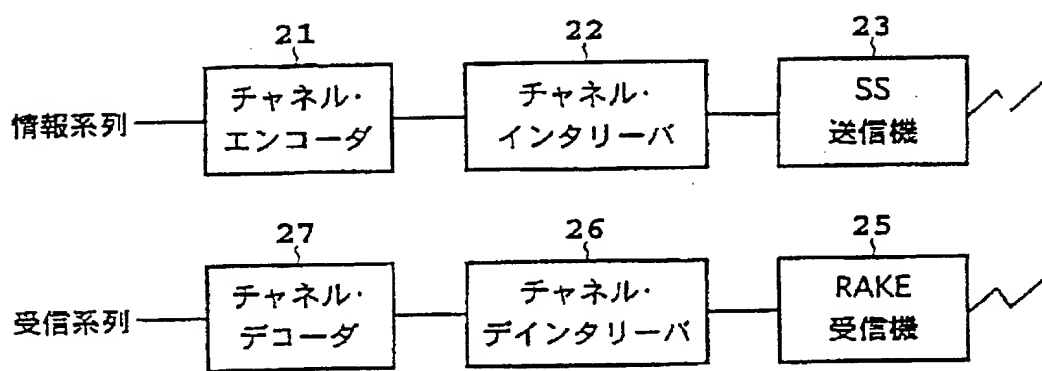 21
22
23
情報系列
チャネル・
エンコーダ
チャネル・
インタリーバ
SS
送信機
27
26
25
受信系列
チャネル・
デコーダ
チャネル・
デインタリーバ
RAKE
受信機